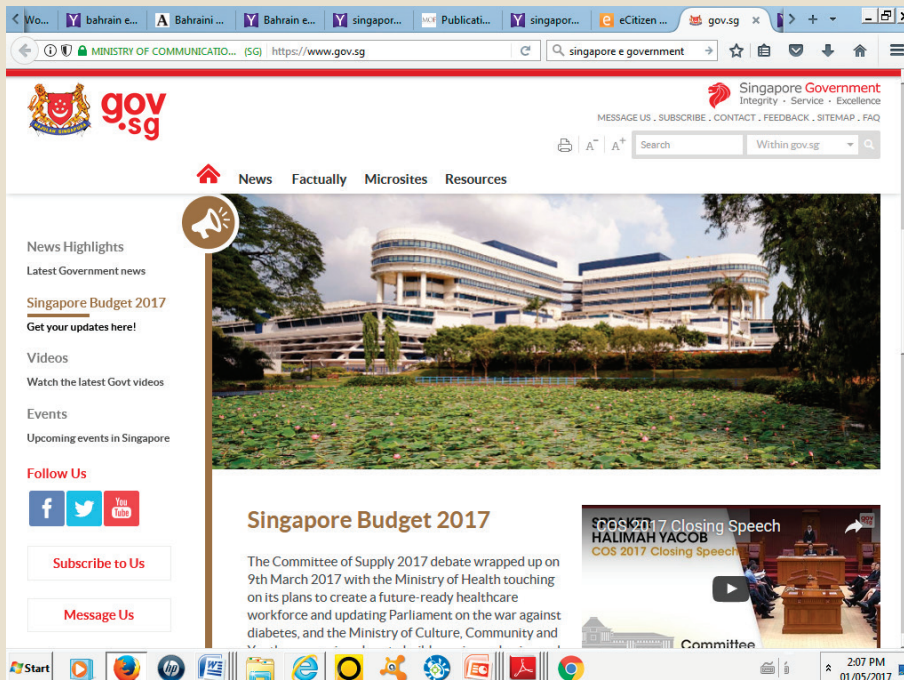 Wo...
bahrain e...
Bahraini ...
Bahrain e...
singapor...
Publicati...
singapor...
eCitizen ...
gov.sg
MINISTRY OF COMMUNICATIO... (SG)
https://www.gov.sg
singapore e government
gov
.sg
Singapore Government
Integrity · Service · Excellence
MESSAGE US . SUBSCRIBE . CONTACT . FEEDBACK . SITEMAP . FAQ
A- A+ Search Within gov.sg
News Factually Microsites Resources
News Highlights
Latest Government news
Singapore Budget 2017
Get your updates here!
Videos
Watch the latest Govt videos
Events
Upcoming events in Singapore
Follow Us
You
Tube
Subscribe to Us
Message Us
Singapore Budget 2017
The Committee of Supply 2017 debate wrapped up on
9th March 2017 with the Ministry of Health touching
on its plans to create a future-ready healthcare
workforce and updating Parliament on the war against
diabetes, and the Ministry of Culture, Community and
COS 2017 Closing Speech
SPEAKER
HALIMAH YACOB
COS 2017 Closing Speech
Committee
Start
2:07 PM
01/05/2017